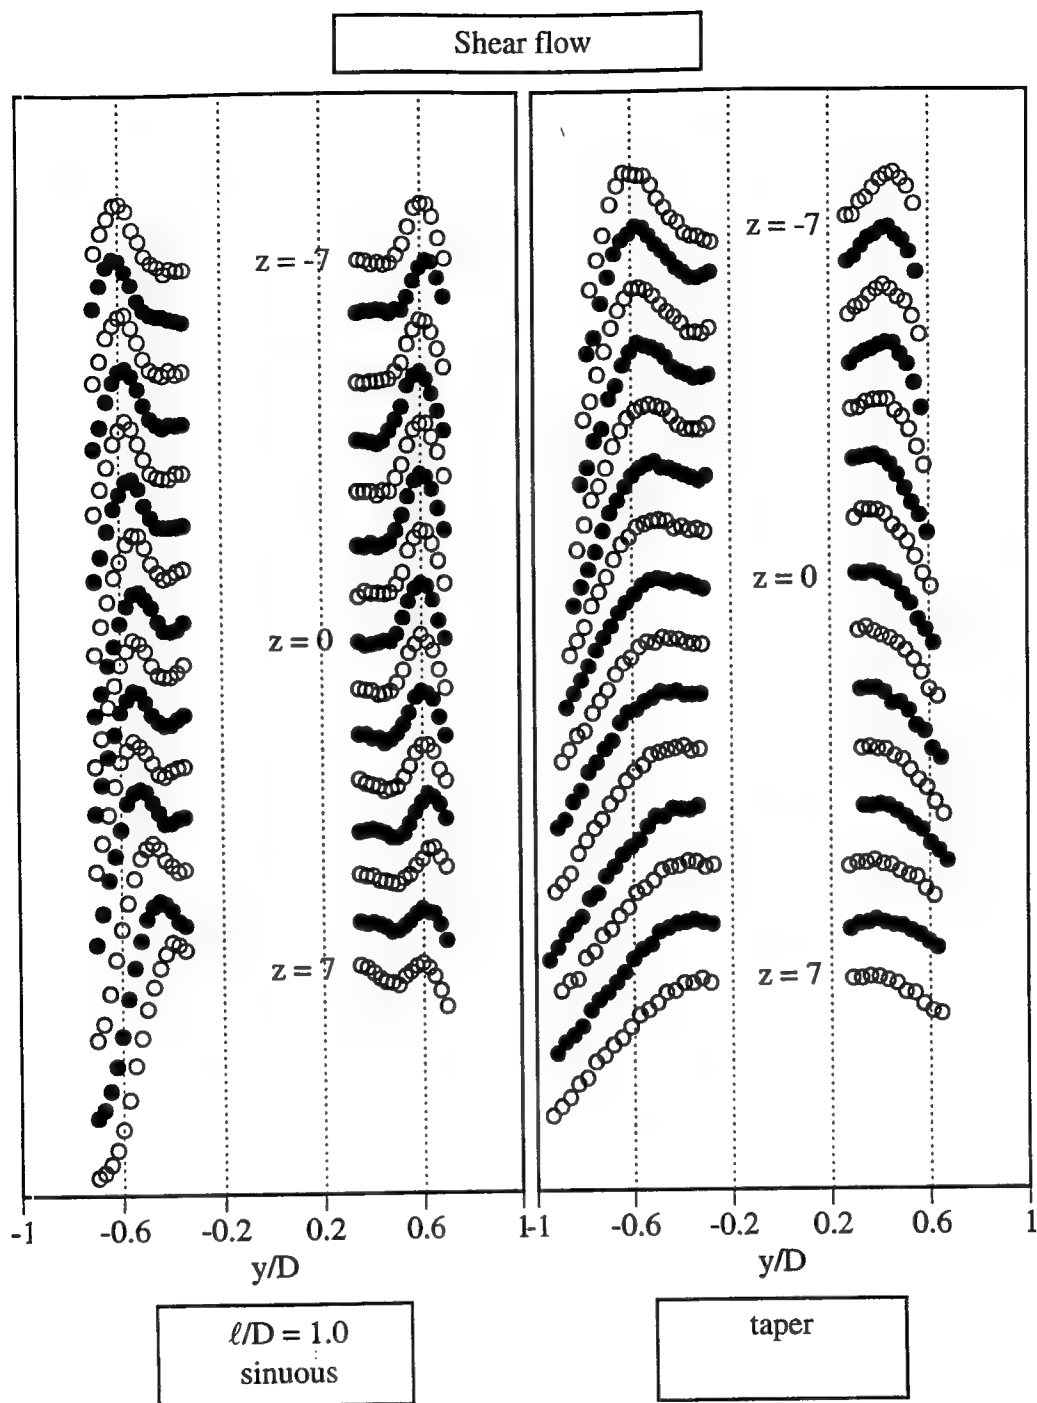 Shear flow
z = -7
z = 0
z = 7
z = -7
z = 0
z = 7
-1 -0.6 -0.2 0.2 0.6 1
-1 -0.6 -0.2 0.2 0.6 1
y/D
y/D
ℓ/D = 1.0
sinuous
taper